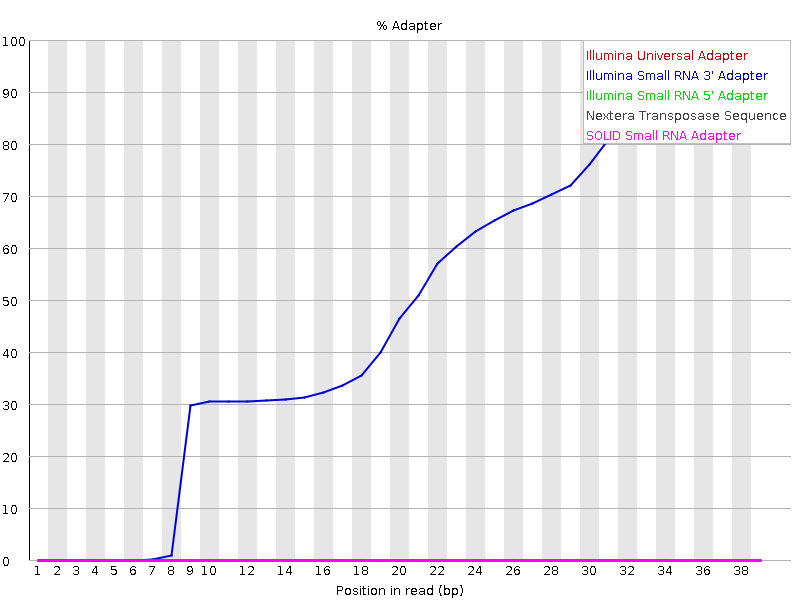 % Adapter
Illumina Universal Adapter
Illumina Small RNA 3' Adapter
Illumina Small RNA 5' Adapter
Nextera Transposase Sequence
SOLID Small RNA Adapter
100
90
80
70
60
50
40
30
20
10
0
1 2 3 4 5 6 7 8 9 10 12 14 16 18 20 22 24 26 28 30 32 34 36 38
Position in read (bp)